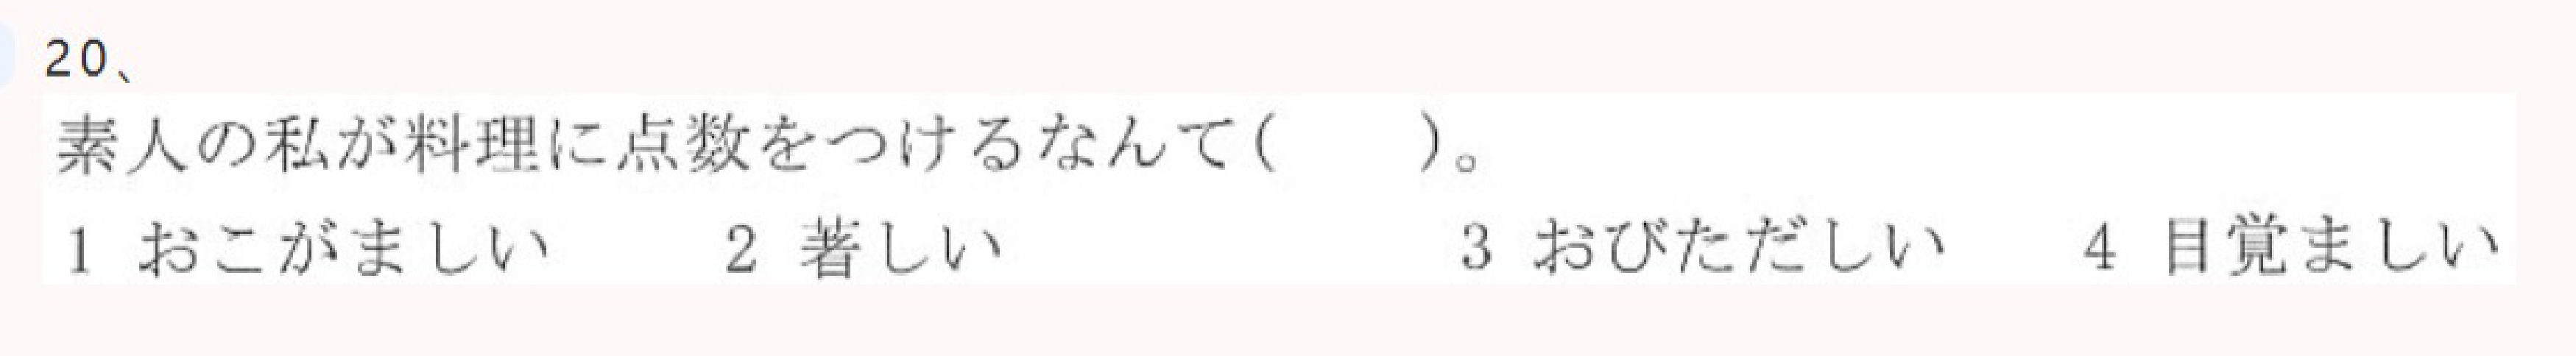 20、
素人の私が料理に点数をつけるなんて(　　)。
1 おこがましい　2 著しい　3 おびただしい　4 目覚ましい